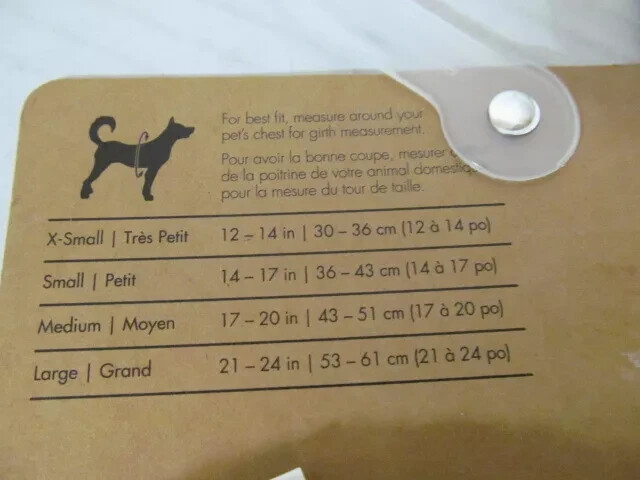 For best fit, measure around your
pet's chest for girth measurement.
Pour avoir la bonne coupe, mesurer
de la poitrine de votre animal domestique
pour la mesure du tour de taille.
X-Small | Très Petit 12 – 14 in | 30 – 36 cm (12 à 14 po)
Small | Petit 14 – 17 in | 36 – 43 cm (14 à 17 po)
Medium | Moyen 17 – 20 in | 43 – 51 cm (17 à 20 po)
Large | Grand 21 – 24 in | 53 – 61 cm (21 à 24 po)